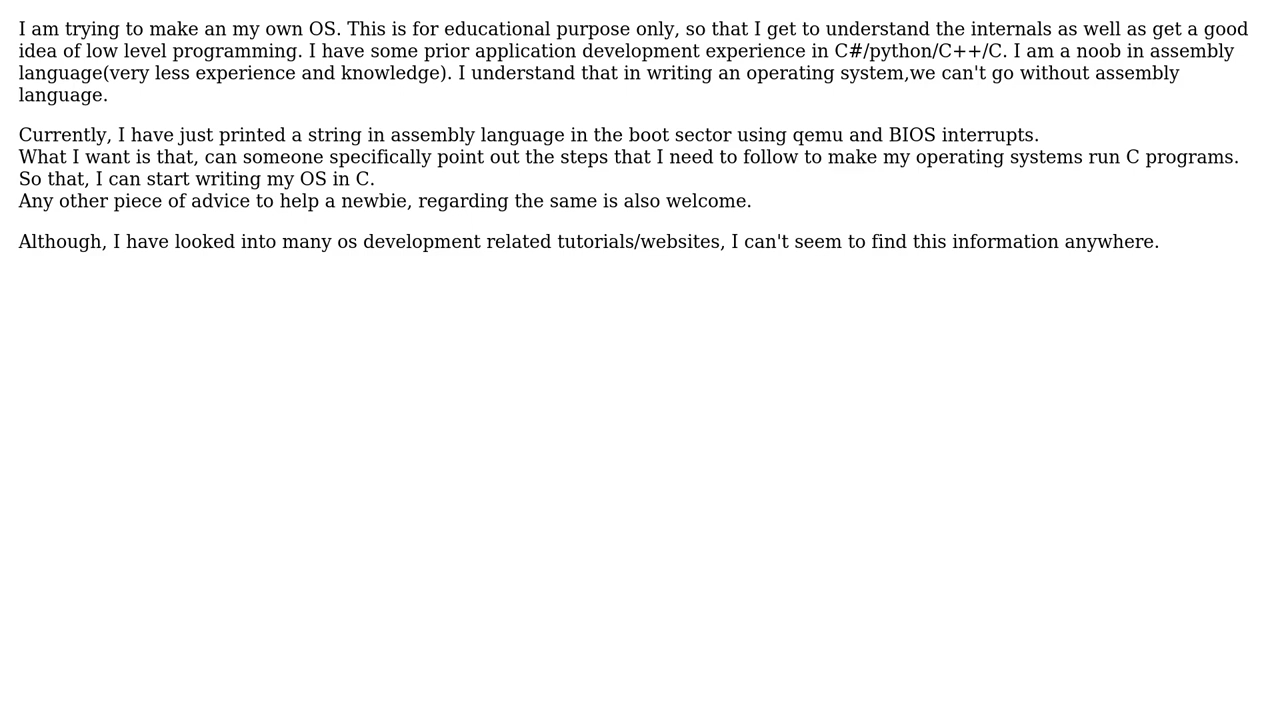 I am trying to make an my own OS. This is for educational purpose only, so that I get to understand the internals as well as get a good
idea of low level programming. I have some prior application development experience in C#/python/C++/C. I am a noob in assembly
language(very less experience and knowledge). I understand that in writing an operating system,we can't go without assembly
language.
Currently, I have just printed a string in assembly language in the boot sector using qemu and BIOS interrupts.
What I want is that, can someone specifically point out the steps that I need to follow to make my operating systems run C programs.
So that, I can start writing my OS in C.
Any other piece of advice to help a newbie, regarding the same is also welcome.
Although, I have looked into many os development related tutorials/websites, I can't seem to find this information anywhere.